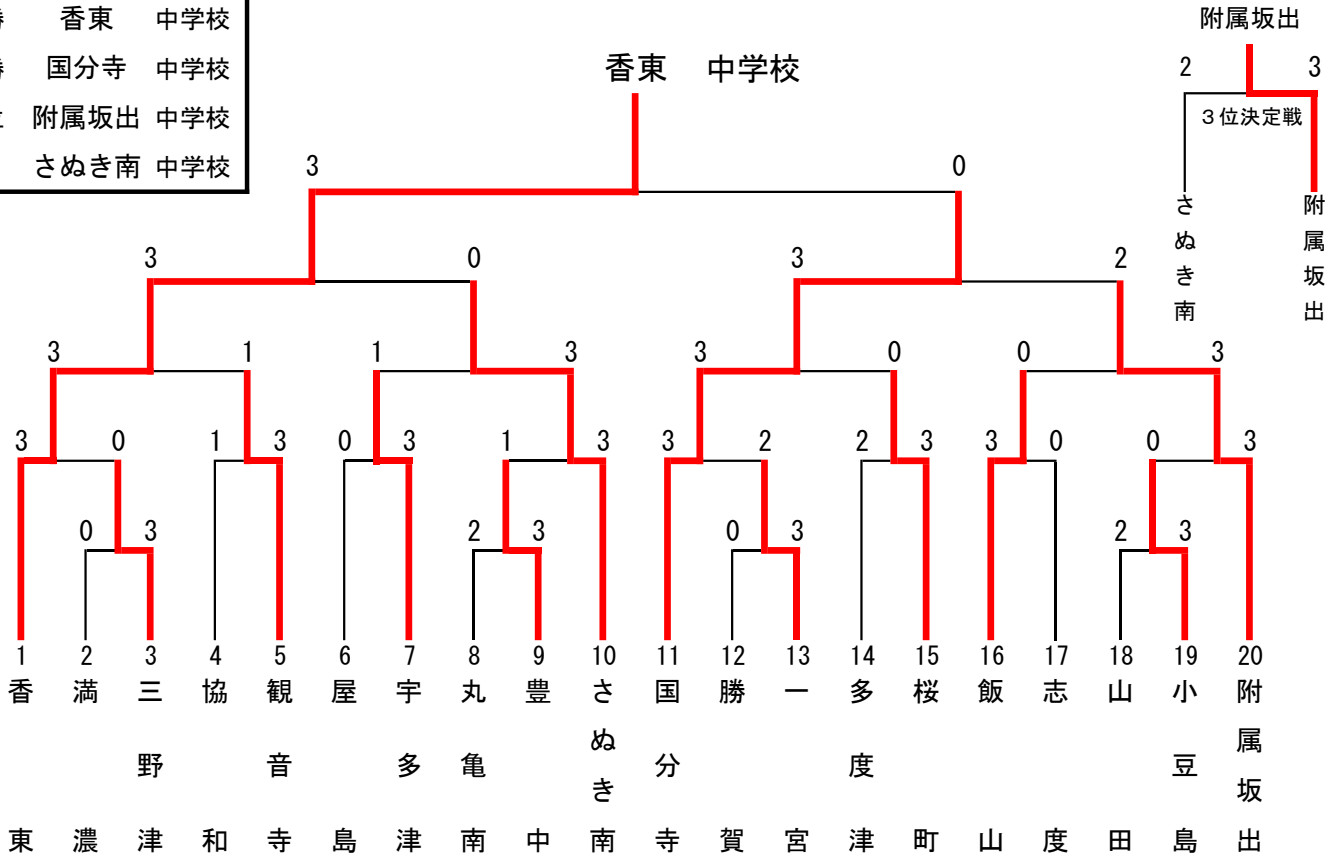 香東 中学校
国分寺 中学校
附属坂出 中学校
さぬき南 中学校
香東 中学校
附属坂出
2 3
3位決定戦
さぬき南
附属坂出
3 0
3 0 3 2
3 1 1 3 3 0 0 3
3 0 1 3 0 3 1 3 3 2 2 3 3 0 0 3
0 3 2 3 0 3 2 3
1 2 3 4 5 6 7 8 9 10 11 12 13 14 15 16 17 18 19 20
香東
満濃
三野津
協和
観音寺
屋島
宇多津
丸亀南
豊中
さぬき南
国分寺
勝賀
一宮
多度津
桜町
飯山
志度
山田
小豆島
附属坂出